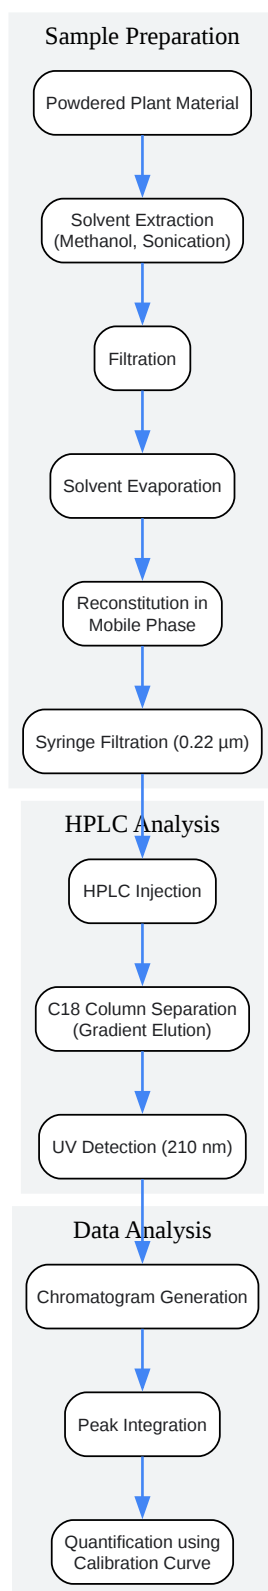 Sample Preparation
Powdered Plant Material
Solvent Extraction
(Methanol, Sonication)
Filtration
Solvent Evaporation
Reconstitution in
Mobile Phase
Syringe Filtration (0.22 µm)
HPLC Analysis
HPLC Injection
C18 Column Separation
(Gradient Elution)
UV Detection (210 nm)
Data Analysis
Chromatogram Generation
Peak Integration
Quantification using
Calibration Curve